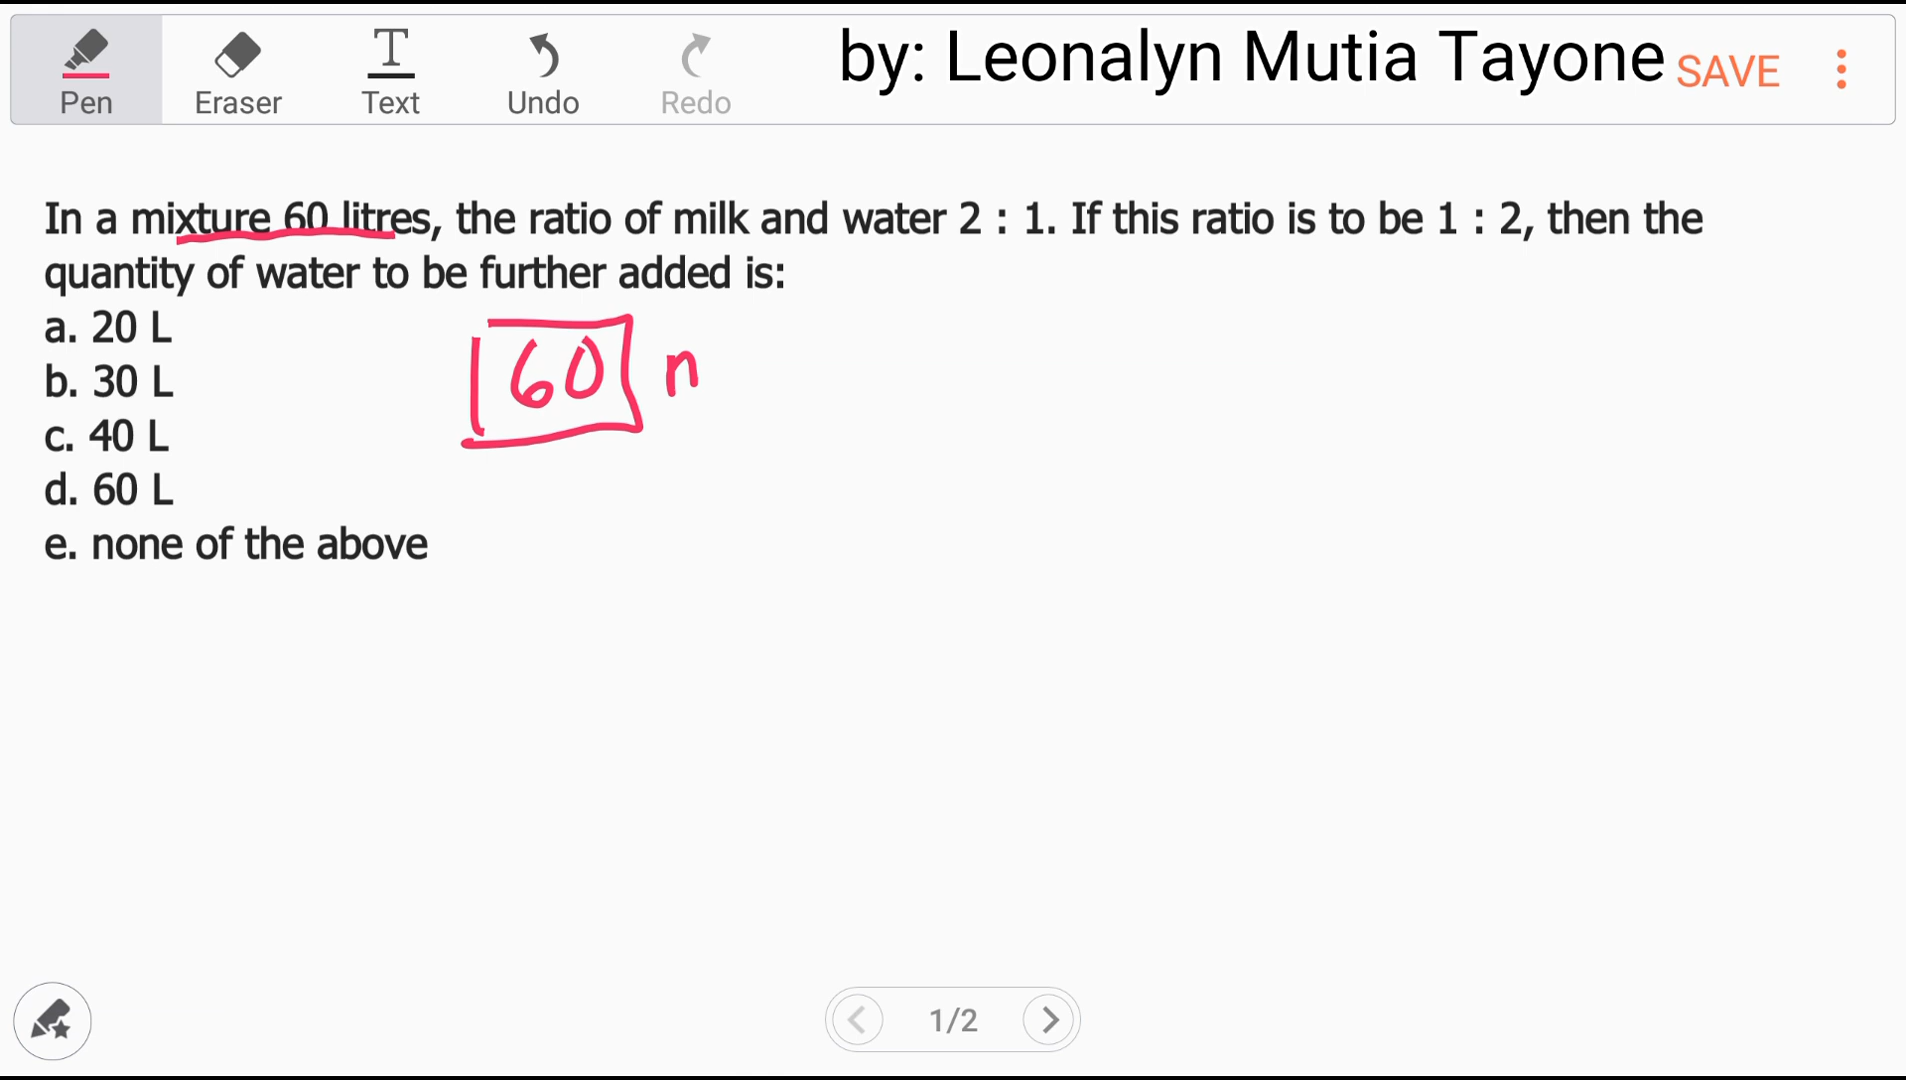 by: Leonalyn Mutia Tayone
SAVE
Pen
Eraser
Text
Undo
Redo
In a mixture 60 litres, the ratio of milk and water 2 : 1. If this ratio is to be 1 : 2, then the
quantity of water to be further added is:
a. 20 L
b. 30 L
c. 40 L
d. 60 L
e. none of the above
60 n
1/2